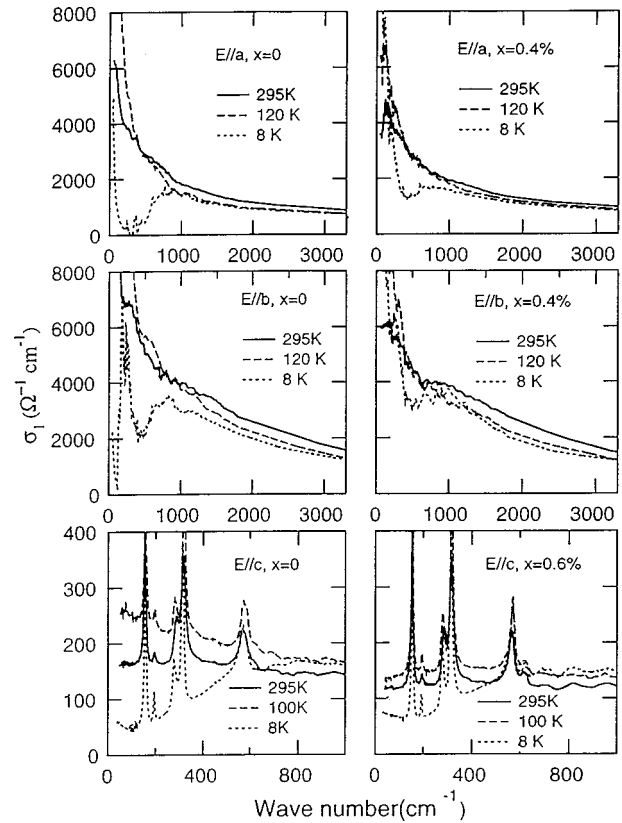 8000
6000
4000
2000
0
E//a, x=0
295K
120 K
8 K
0 1000 2000 3000
E//a, x=0.4%
295K
120 K
8 K
0 1000 2000 3000
8000
6000
4000
2000
0
E//b, x=0
295K
120 K
8 K
0 1000 2000 3000
E//b, x=0.4%
295K
120 K
8 K
0 1000 2000 3000
σ₁ (Ω⁻¹ cm⁻¹)
400
300
200
100
0
E//c, x=0
295K
100K
8K
0 400 800
E//c, x=0.6%
295K
100 K
8 K
0 400 800
Wave number(cm⁻¹)